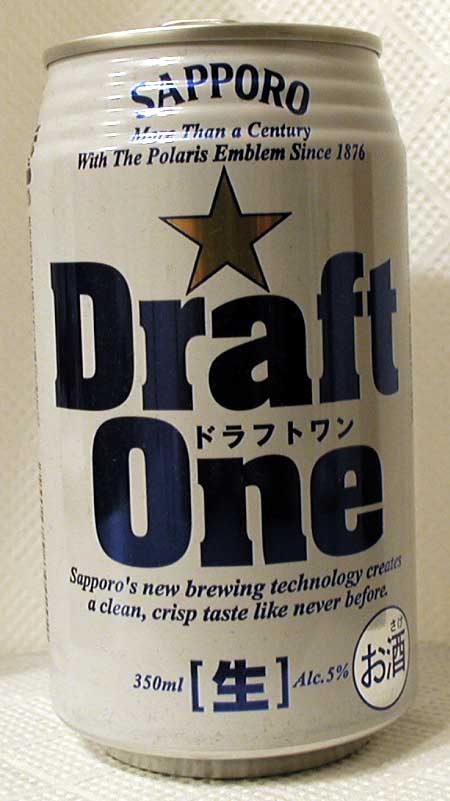 SAPPORO
More Than a Century
With The Polaris Emblem Since 1876
Draft
ドラフトワン
One
Sapporo's new brewing technology creates
a clean, crisp taste like never before.
350ml [生] Alc.5%
さけ
お酒